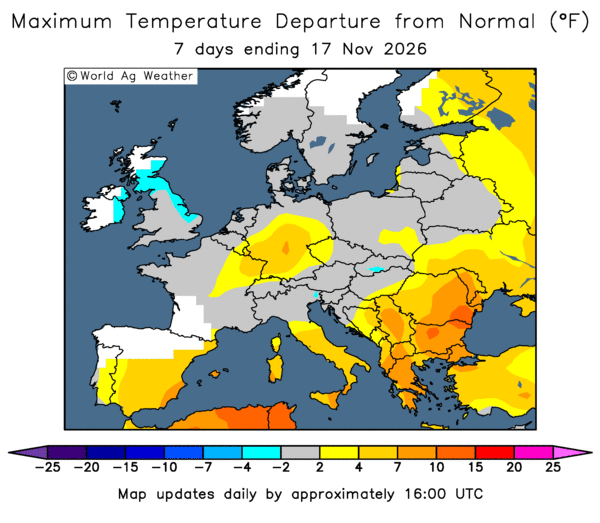 Maximum Temperature Departure from Normal (°F)
7 days ending 17 Nov 2026
© World Ag Weather
−25 −20 −15 −10 −7 −4 −2 2 4 7 10 15 20 25
Map updates daily by approximately 16:00 UTC